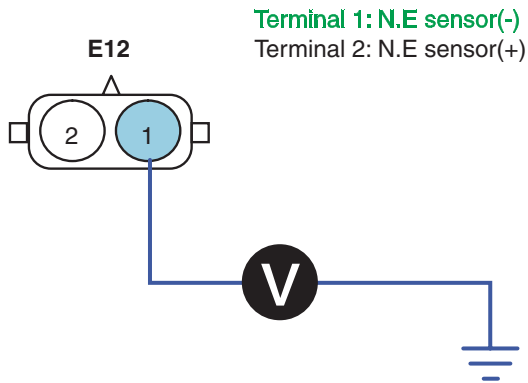 Terminal 1: N.E sensor(-)
Terminal 2: N.E sensor(+)
E12
2 1
V